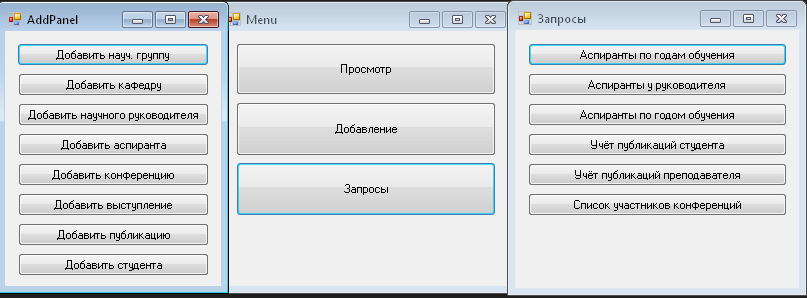 AddPanel
Добавить науч. группу
Добавить кафедру
Добавить научного руководителя
Добавить аспиранта
Добавить конференцию
Добавить выступление
Добавить публикацию
Добавить студента
Menu
Просмотр
Добавление
Запросы
Запросы
Аспиранты по годам обучения
Аспиранты у руководителя
Аспиранты по годом обучения
Учёт публикаций студента
Учёт публикаций преподавателя
Список участников конференций